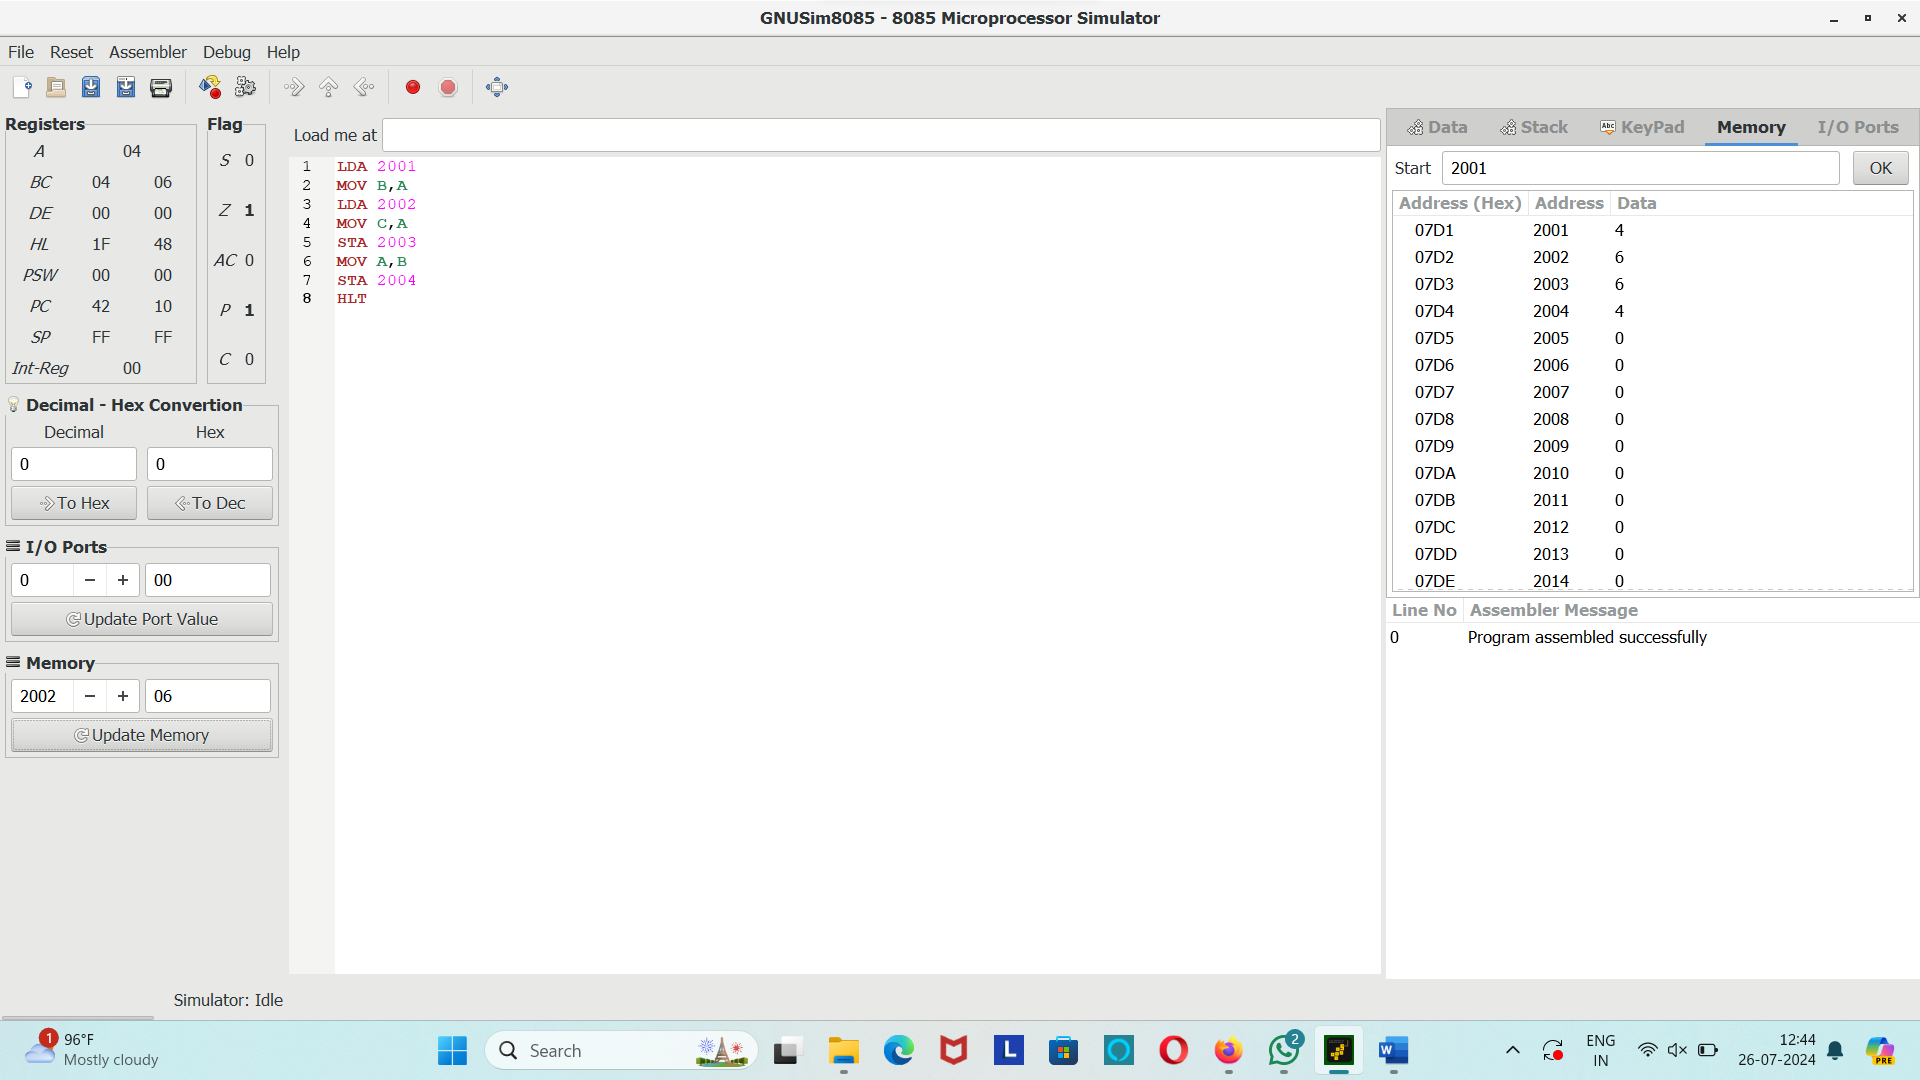 GNUSim8085 - 8085 Microprocessor Simulator
File Reset Assembler Debug Help
Registers
A 04
BC 04 06
DE 00 00
HL 1F 48
PSW 00 00
PC 42 10
SP FF FF
Int-Reg 00
Flag
S 0
Z 1
AC 0
P 1
C 0
Decimal - Hex Convertion
Decimal Hex
0 0
To Hex To Dec
I/O Ports
0 − + 00
Update Port Value
Memory
2002 − + 06
Update Memory
Load me at
1 LDA 2001
2 MOV B,A
3 LDA 2002
4 MOV C,A
5 STA 2003
6 MOV A,B
7 STA 2004
8 HLT
Data Stack Abc KeyPad Memory I/O Ports
Start 2001 OK
Address (Hex) Address Data
07D1 2001 4
07D2 2002 6
07D3 2003 6
07D4 2004 4
07D5 2005 0
07D6 2006 0
07D7 2007 0
07D8 2008 0
07D9 2009 0
07DA 2010 0
07DB 2011 0
07DC 2012 0
07DD 2013 0
07DE 2014 0
Line No Assembler Message
0 Program assembled successfully
Simulator: Idle
1 96°F
Mostly cloudy
Search
L
2
W
ENG
IN
12:44
26-07-2024
PRE